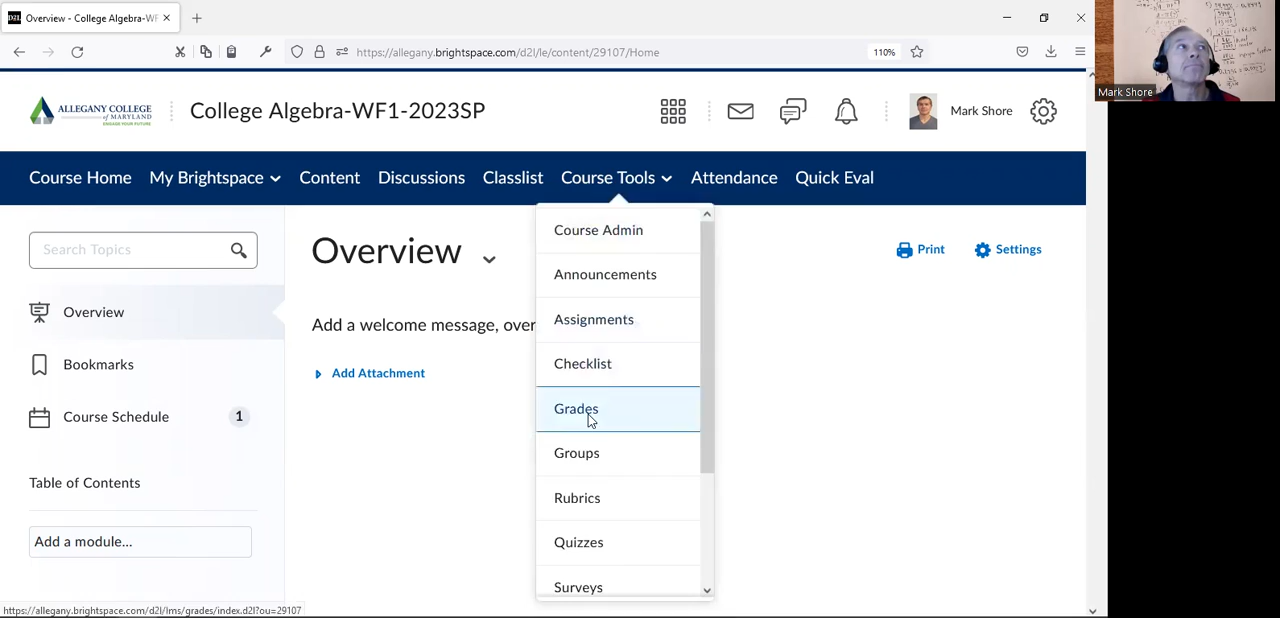 Overview - College Algebra-WF
https://allegany.brightspace.com/d2l/le/content/29107/Home
110%
ALLEGANY COLLEGE
of MARYLAND
College Algebra-WF1-2023SP
Mark Shore
Mark Shore
Course Home
My Brightspace
Content
Discussions
Classlist
Course Tools
Attendance
Quick Eval
Search Topics
Overview
Bookmarks
Course Schedule
1
Table of Contents
Add a module...
Overview
Print
Settings
Add a welcome message, over
Add Attachment
Course Admin
Announcements
Assignments
Checklist
Grades
Groups
Rubrics
Quizzes
Surveys
https://allegany.brightspace.com/d2l/lms/grades/index.d2l?ou=29107